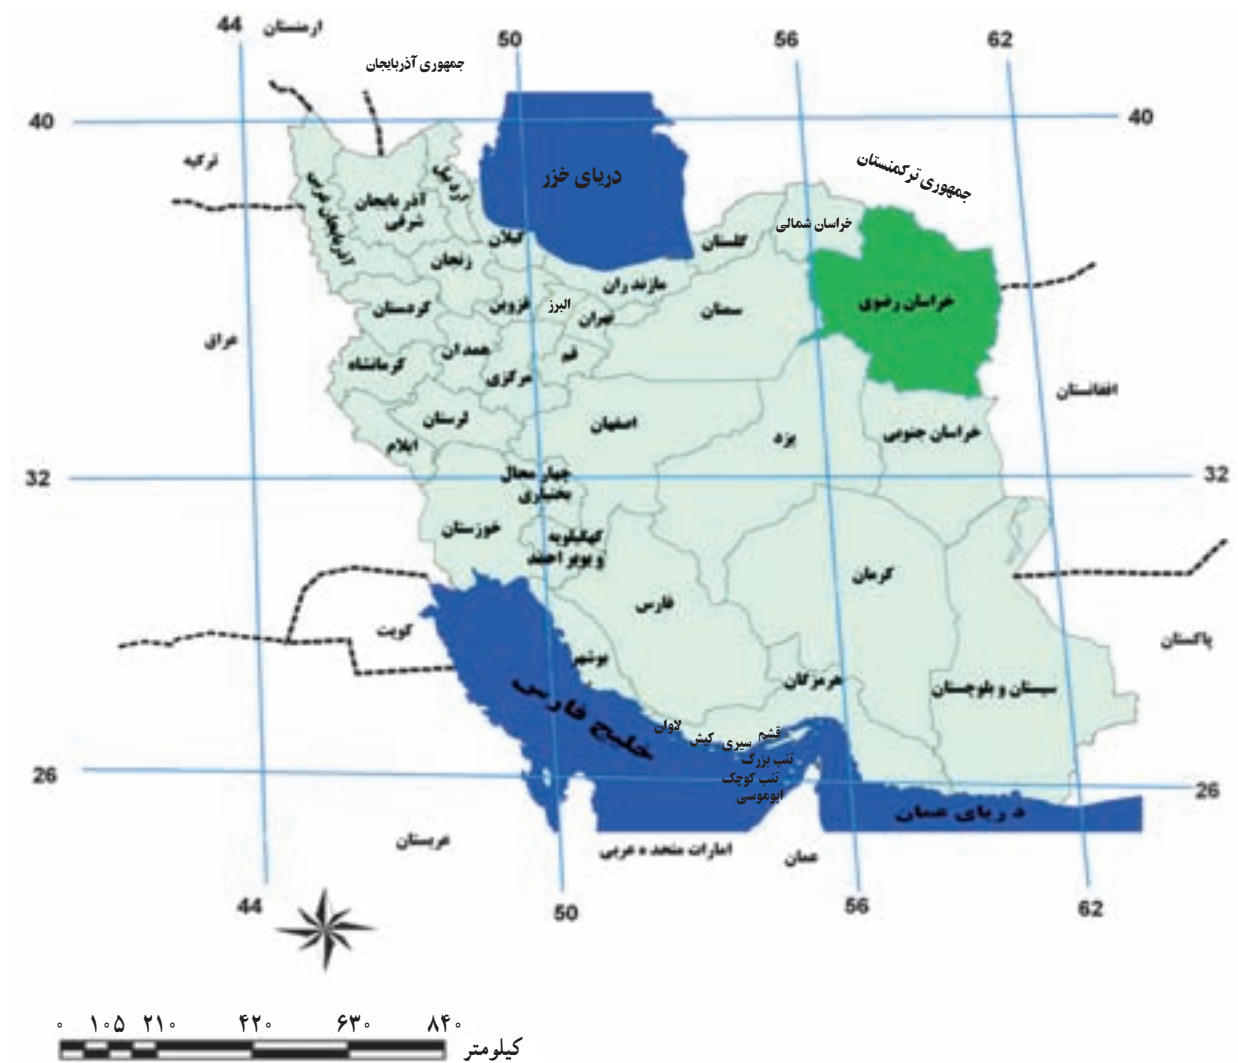 44
ارمنستان
50
56
62
جمهوری آذربایجان
40
40
ترکیه
جمهوری ترکمنستان
دریای خزر
آذربایجان غربی
آذربایجان
شرقی
گیلان
زنجان
گلستان
خراسان شمالی
مازندران
کردستان
قزوین
البرز
تهران
سمنان
خراسان رضوی
عراق
کرمانشاه
همدان
مرکزی
قم
افغانستان
لرستان
ایلام
اصفهان
یزد
خراسان جنوبی
32
32
چهار محال
بختیاری
خوزستان
کهگیلویه
و بویر احمد
کرمان
فارس
کویت
پاکستان
بوشهر
هرمزگان
سیستان و بلوچستان
خلیج فارس
لاوان
کیش
سیری
قشم
تنب بزرگ
تنب کوچک
ابوموسی
26
26
دریای عمان
عربستان
امارات متحده عربی
عمان
44
50
56
62
۰ ۱۰۵ ۲۱۰ ۴۲۰ ۶۳۰ ۸۴۰
کیلومتر